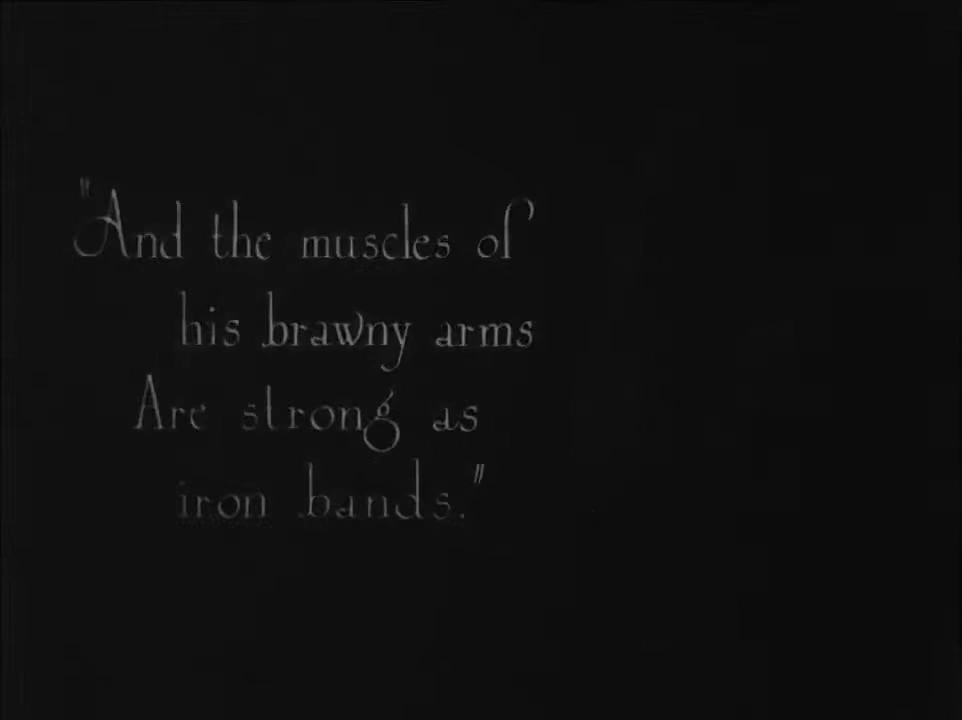 "And the muscles of
his brawny arms
Are strong as
iron bands."